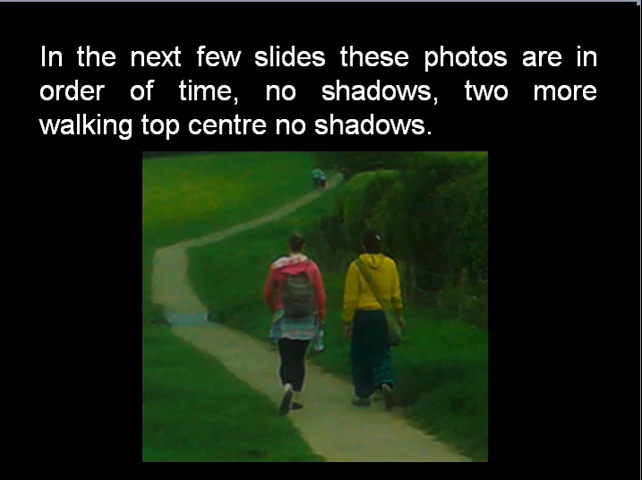 In the next few slides these photos are in
order of time, no shadows, two more
walking top centre no shadows.